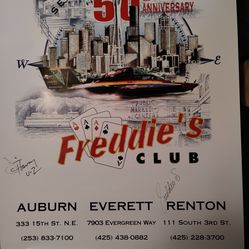 50
ANNIVERSARY
W
E
PUBLIC
MARKET
Freddie's
CLUB
AUBURN EVERETT RENTON
333 15TH ST. N.E. 7903 EVERGREEN WAY 111 SOUTH 3RD ST.
(253) 833-7100 (425) 438-0882 (425) 228-3700